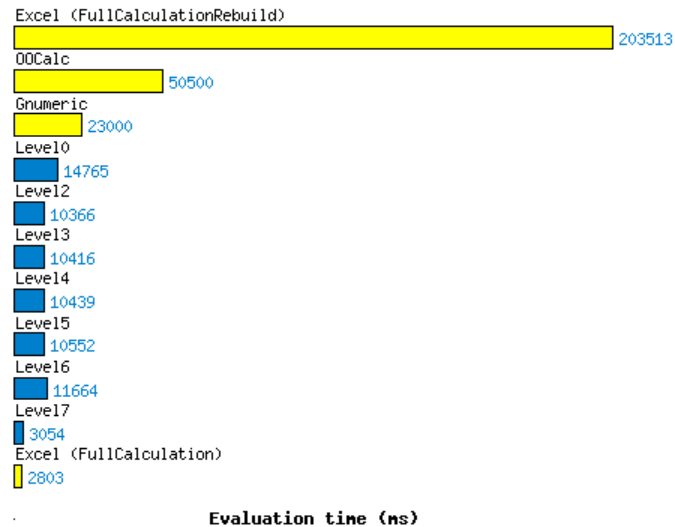 Excel (FullCalculationRebuild)
203513
OOCalc
50500
Gnumeric
23000
Level0
14765
Level2
10366
Level3
10416
Level4
10439
Level5
10552
Level6
11664
Level7
3054
Excel (FullCalculation)
2803
Evaluation time (ms)